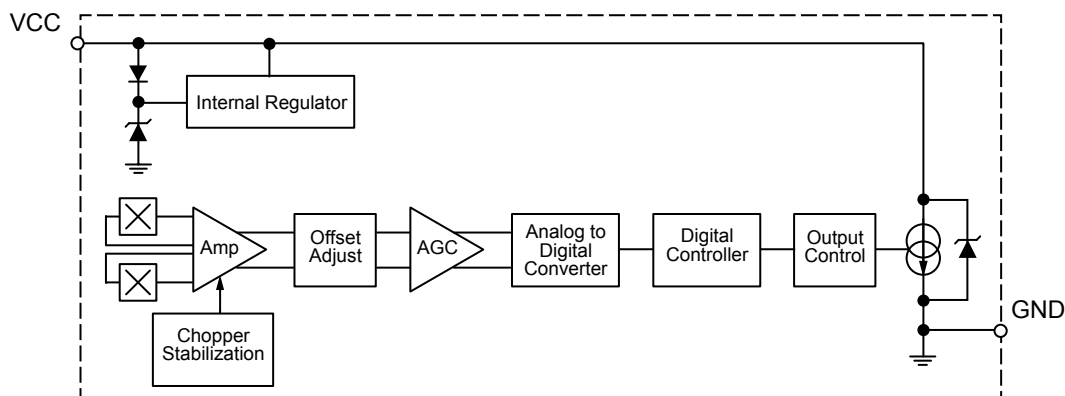 VCC
Internal Regulator
Amp
Offset
Adjust
AGC
Analog to
Digital
Converter
Digital
Controller
Output
Control
Chopper
Stabilization
GND